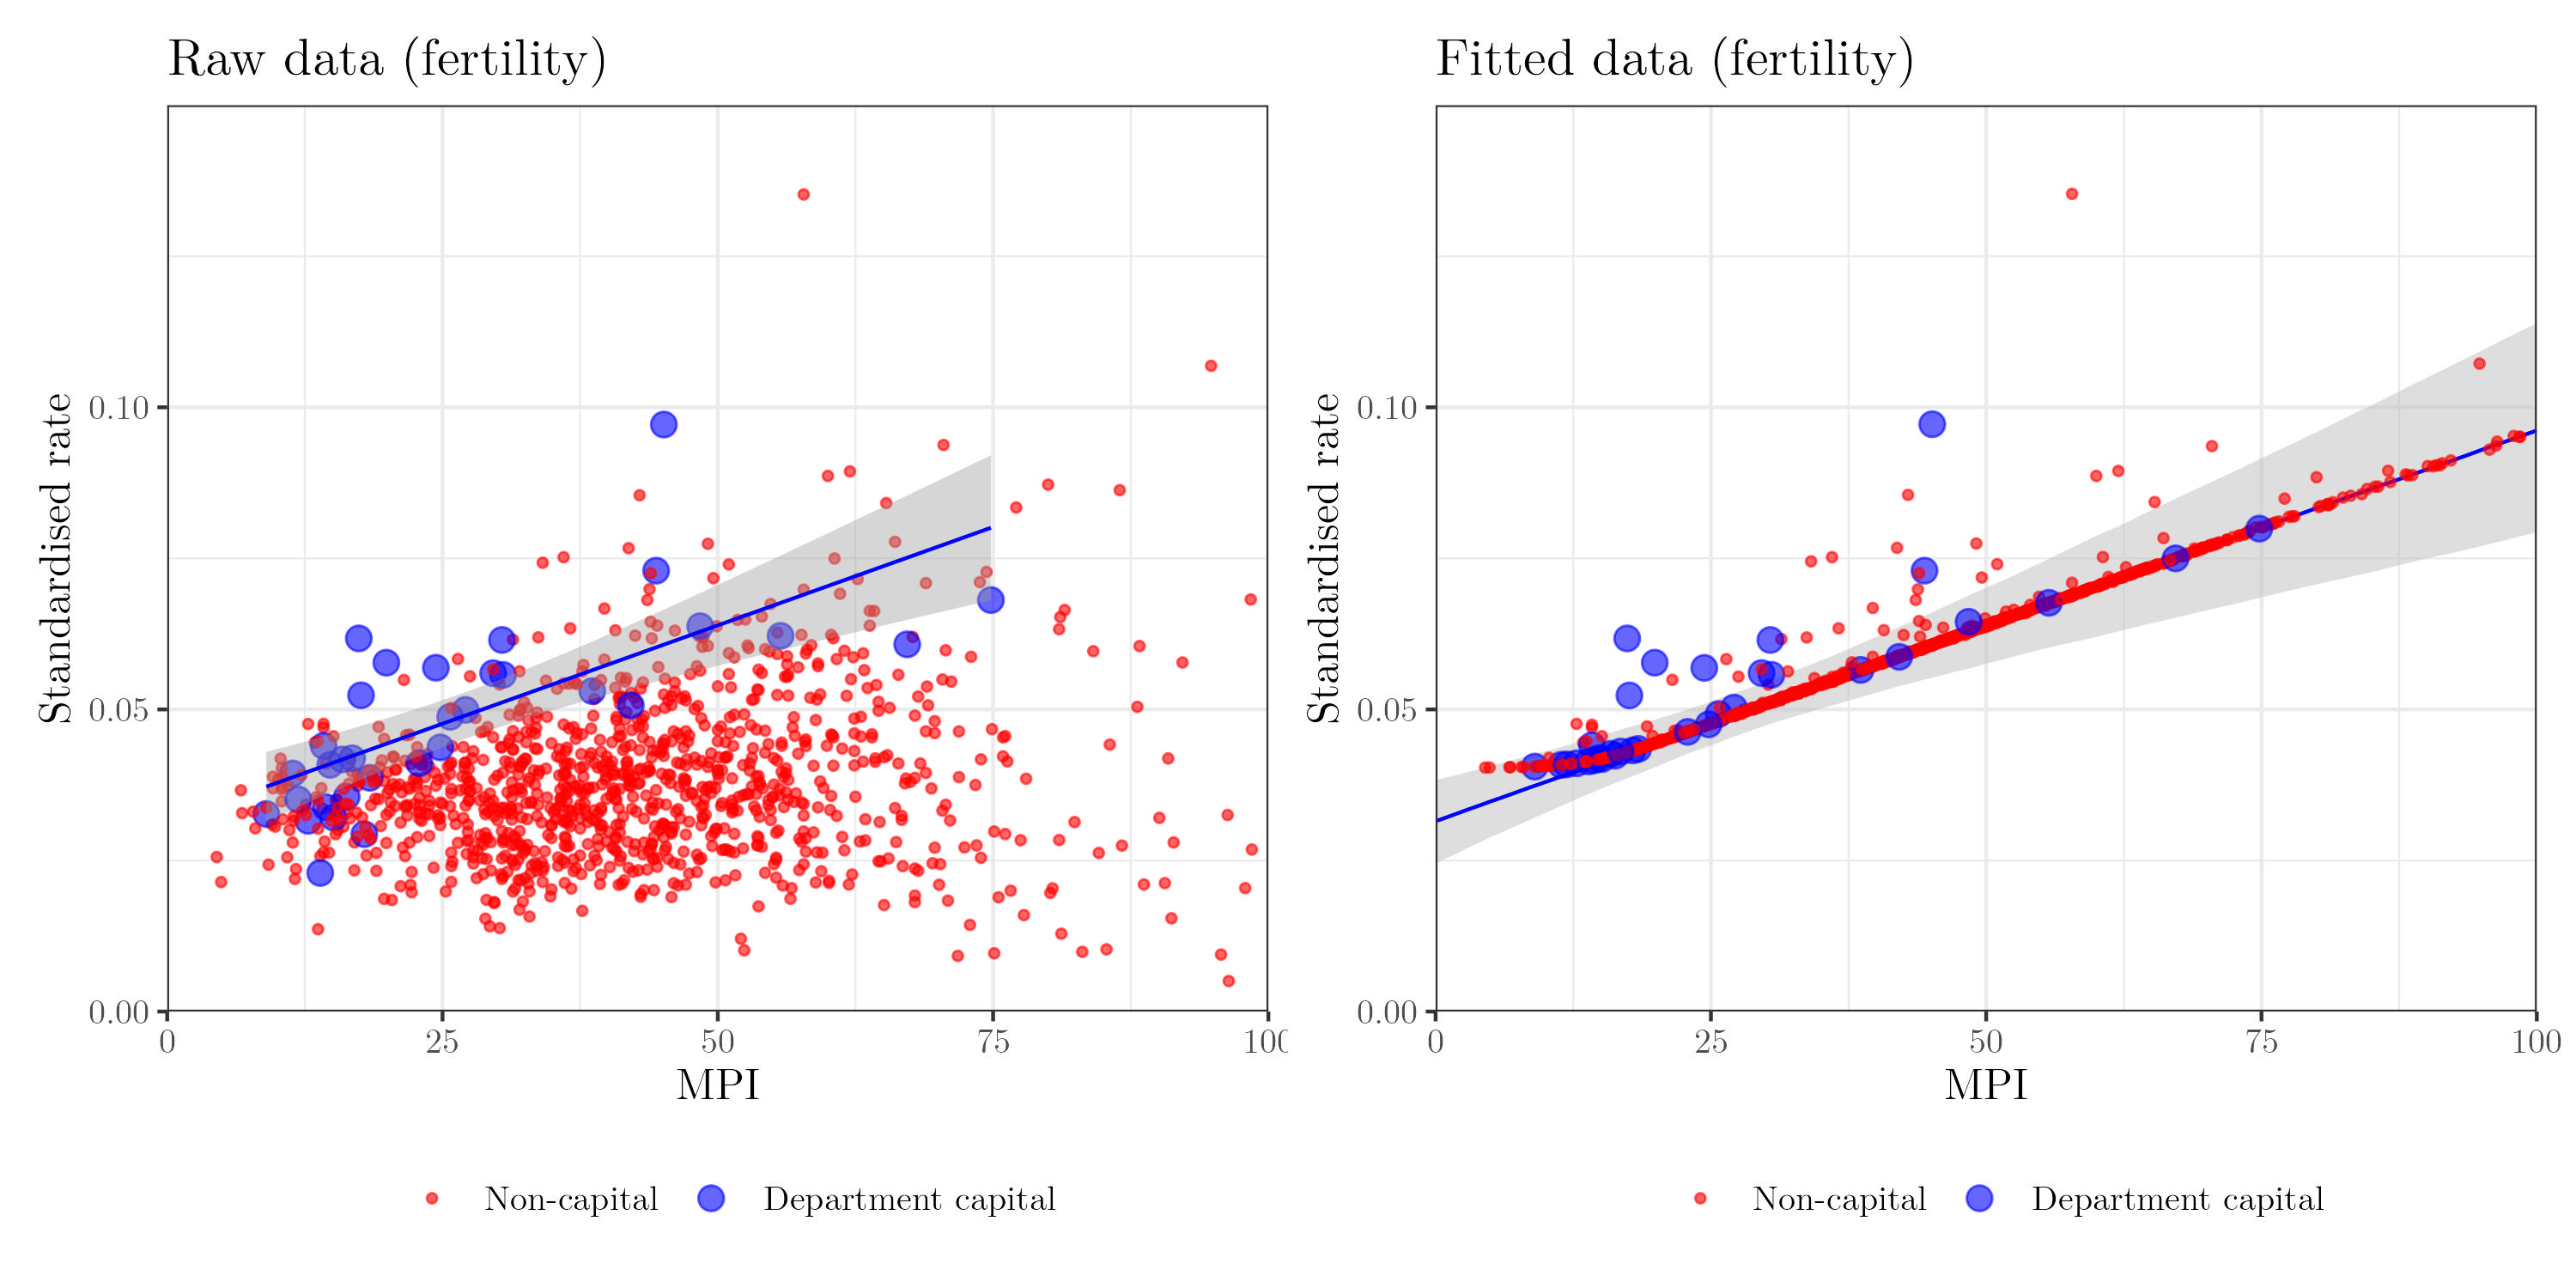 Raw data (fertility)
Standardised rate
0.10
0.05
0.00
0
25
50
75
100
MPI
Non-capital
Department capital
Fitted data (fertility)
Standardised rate
0.10
0.05
0.00
0
25
50
75
100
MPI
Non-capital
Department capital